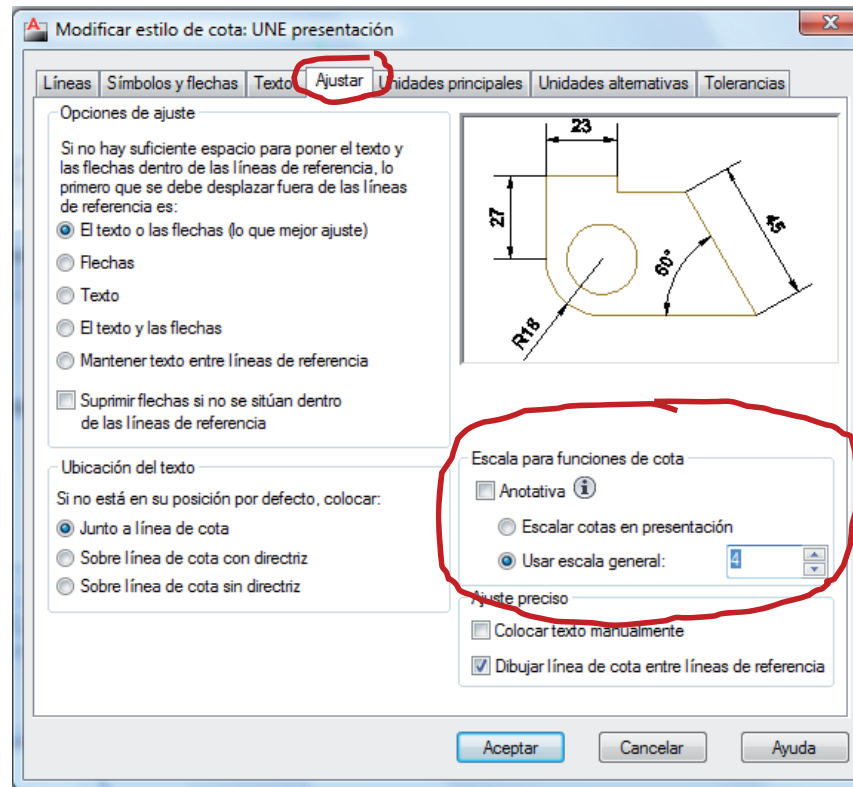 Modificar estilo de cota: UNE presentación
Líneas
Símbolos y flechas
Texto
Ajustar
Unidades principales
Unidades alternativas
Tolerancias
Opciones de ajuste
Si no hay suficiente espacio para poner el texto y
las flechas dentro de las líneas de referencia, lo
primero que se debe desplazar fuera de las líneas
de referencia es:
El texto o las flechas (lo que mejor ajuste)
Flechas
Texto
El texto y las flechas
Mantener texto entre líneas de referencia
Suprimir flechas si no se sitúan dentro
de las líneas de referencia
Ubicación del texto
Si no está en su posición por defecto, colocar:
Junto a línea de cota
Sobre línea de cota con directriz
Sobre línea de cota sin directriz
23
27
45
60°
R18
Escala para funciones de cota
Anotativa
Escalar cotas en presentación
Usar escala general: 4
Ajuste preciso
Colocar texto manualmente
Dibujar línea de cota entre líneas de referencia
Aceptar
Cancelar
Ayuda